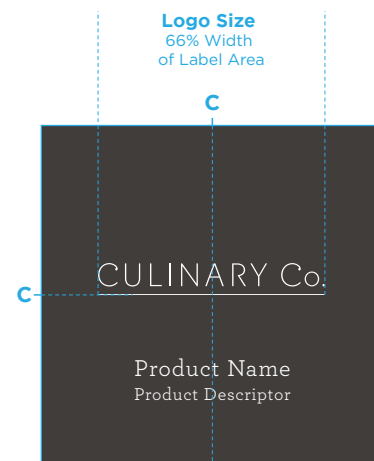 Logo Size
66% Width
of Label Area
C
CULINARY Co.
C
Product Name
Product Descriptor